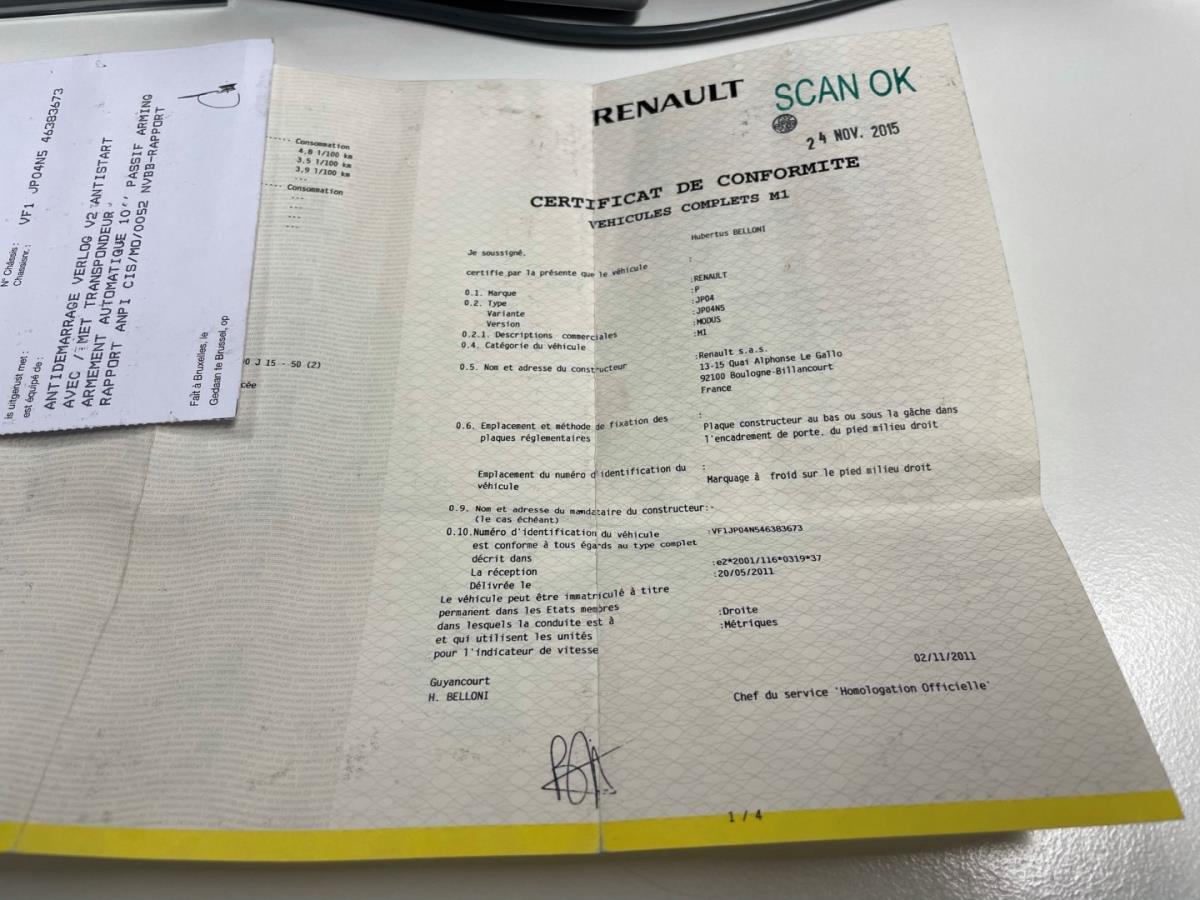 N° Châssis :
Chassisnr.:
VF1 JP04N5 46383673
is uitgerust met :
est équipé de :
ANTIDEMARRAGE VERLOG V2 ANTISTART
AVEC / MET TRANSPONDEUR
ARMEMENT AUTOMATIQUE 10'' PASSIF ARMING
RAPPORT ANPI CIS/MD/0052 NVBB-RAPPORT
Fait à Bruxelles, le
Gedaan te Brussel, op
Consommation
4,8 l/100 km
3,5 l/100 km
3,9 l/100 km
---
Consommation
---
---
---
---
0 J 15 - 50 (2)
cée
RENAULT
SCAN OK
24 NOV. 2015
CERTIFICAT DE CONFORMITE
VEHICULES COMPLETS M1
Je soussigné, Hubertus BELLONI
certifie par la présente que le véhicule :
0.1. Marque :RENAULT
0.2. Type :P
Variante :JP04
Version :JP04N5
0.2.1. Descriptions commerciales :MODUS
0.4. Catégorie du véhicule :M1
0.5. Nom et adresse du constructeur :Renault s.a.s.
13-15 Quai Alphonse Le Gallo
92100 Boulogne-Billancourt
France
0.6. Emplacement et méthode de fixation des :
plaques réglementaires
Plaque constructeur au bas ou sous la gâche dans
l'encadrement de porte, du pied milieu droit
Emplacement du numéro d'identification du :
véhicule
Marquage à froid sur le pied milieu droit
0.9. Nom et adresse du mandataire du constructeur:-
(le cas échéant)
0.10.Numéro d'identification du véhicule :VF1JP04N546383673
est conforme à tous égards au type complet
décrit dans
La réception :e2*2001/116*0319*37
Délivrée le :20/05/2011
Le véhicule peut être immatriculé à titre
permanent dans les Etats membres
dans lesquels la conduite est à :Droite
et qui utilisent les unités :Métriques
pour l'indicateur de vitesse
Guyancourt 02/11/2011
H. BELLONI Chef du service 'Homologation Officielle'
1 / 4